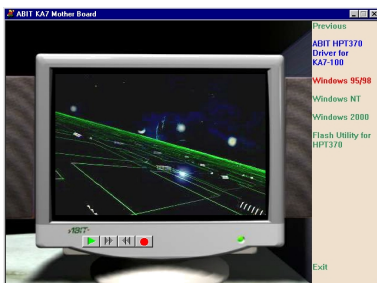 ABIT KA7 Mother Board
Previous
ABIT HPT370
Driver for
KA7-100
Windows 95/98
Windows NT
Windows 2000
Flash Utility for
HPT370
ABIT
Exit